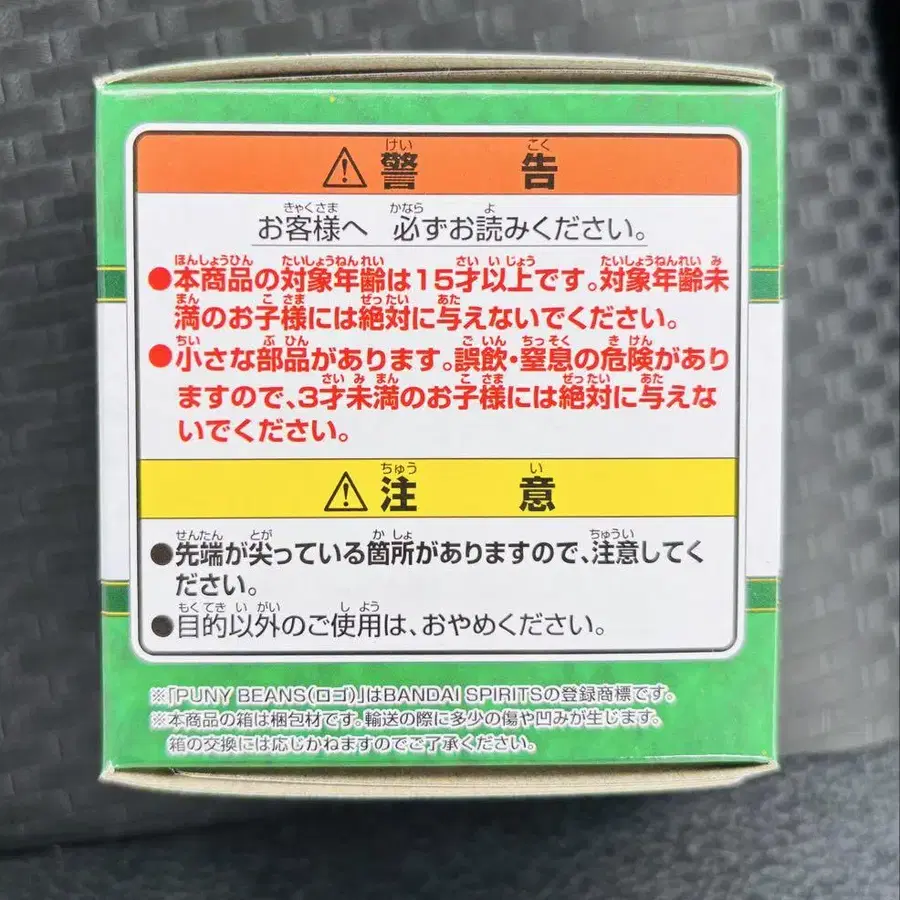 警告
お客様へ 必ずお読みください。
●本商品の対象年齢は15才以上です。対象年齢未
満のお子様には絶対に与えないでください。
●小さな部品があります。誤飲・窒息の危険があり
ますので、3才未満のお子様には絶対に与えな
いでください。
注意
●先端が尖っている箇所がありますので、注意してく
ださい。
●目的以外のご使用は、おやめください。
※「PUNY BEANS(ロゴ)」はBANDAI SPIRITSの登録商標です。
※本商品の箱は梱包材です。輸送の際に多少の傷や凹みが生じます。
箱の交換には応じかねますのでご了承ください。